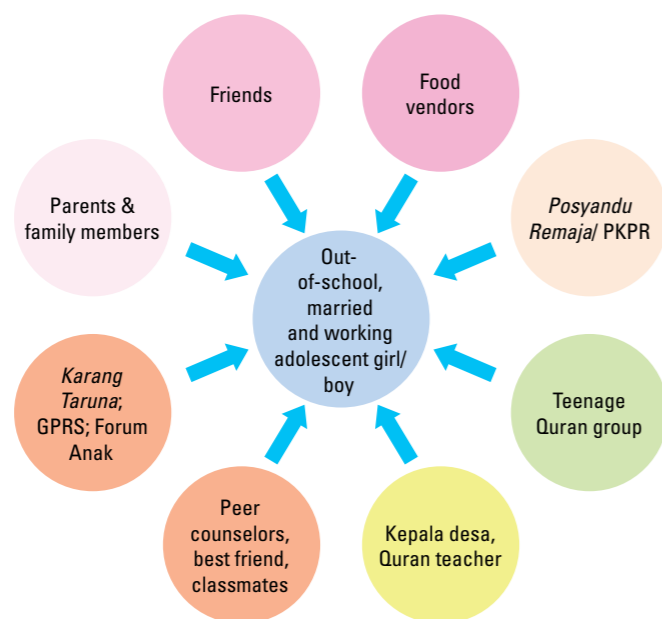 Friends
Food
vendors
Parents &
family members
Posyandu
Remaja/ PKPR
Out-
of-school,
married
and working
adolescent girl/
boy
Karang
Taruna;
GPRS; Forum
Anak
Teenage
Quran group
Peer
counselors,
best friend,
classmates
Kepala desa,
Quran teacher